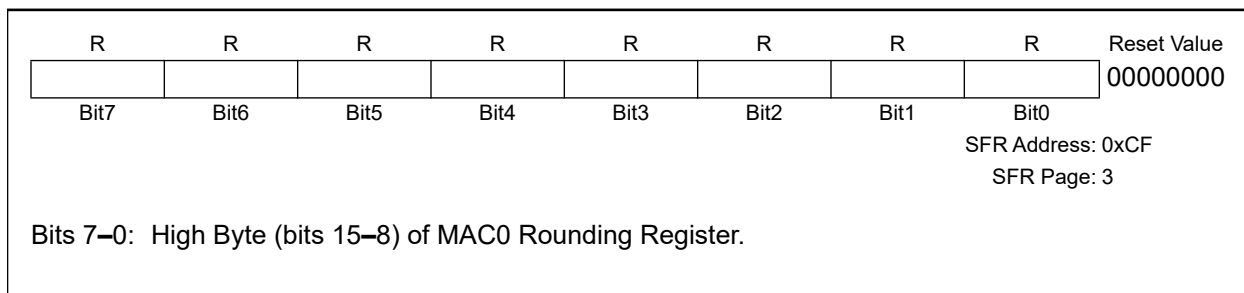 R R R R R R R R Reset Value
00000000
Bit7 Bit6 Bit5 Bit4 Bit3 Bit2 Bit1 Bit0
SFR Address: 0xCF
SFR Page: 3
Bits 7–0: High Byte (bits 15–8) of MAC0 Rounding Register.